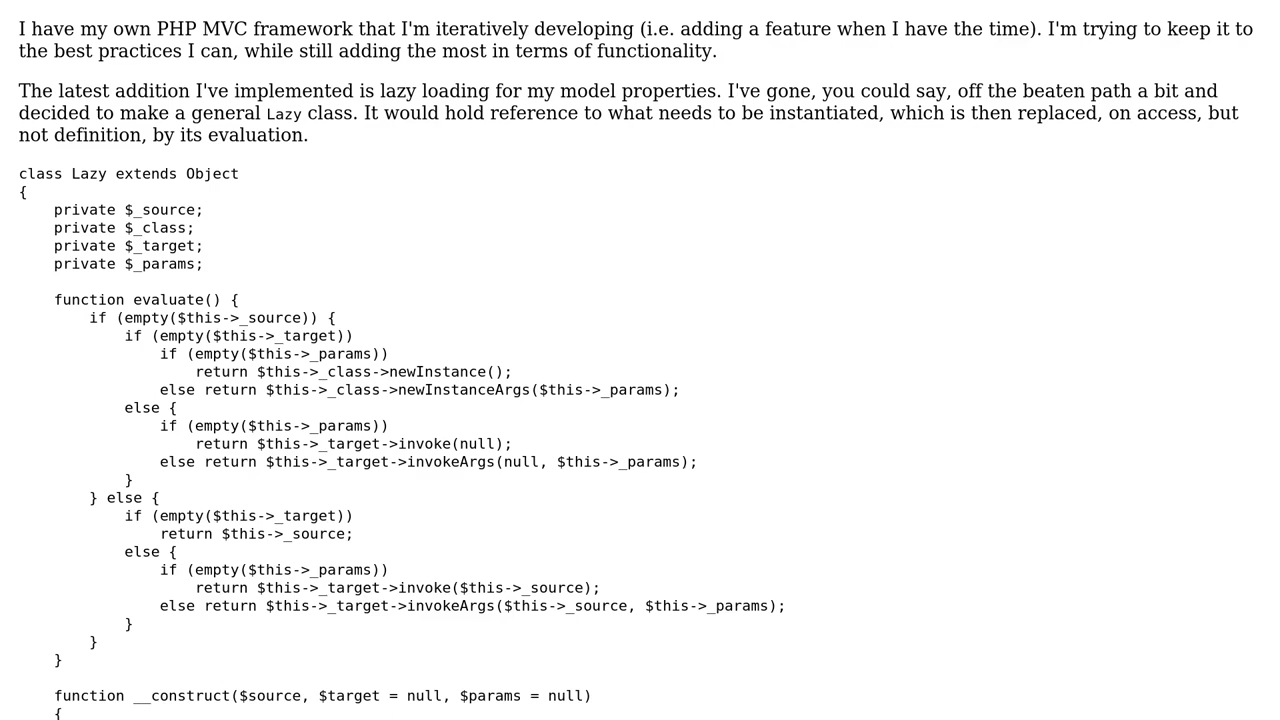 I have my own PHP MVC framework that I'm iteratively developing (i.e. adding a feature when I have the time). I'm trying to keep it to
the best practices I can, while still adding the most in terms of functionality.
The latest addition I've implemented is lazy loading for my model properties. I've gone, you could say, off the beaten path a bit and
decided to make a general Lazy class. It would hold reference to what needs to be instantiated, which is then replaced, on access, but
not definition, by its evaluation.
class Lazy extends Object
{
    private $_source;
    private $_class;
    private $_target;
    private $_params;
    function evaluate() {
        if (empty($this->_source)) {
            if (empty($this->_target))
                if (empty($this->_params))
                    return $this->_class->newInstance();
                else return $this->_class->newInstanceArgs($this->_params);
            else {
                if (empty($this->_params))
                    return $this->_target->invoke(null);
                else return $this->_target->invokeArgs(null, $this->_params);
            }
        } else {
            if (empty($this->_target))
                return $this->_source;
            else {
                if (empty($this->_params))
                    return $this->_target->invoke($this->_source);
                else return $this->_target->invokeArgs($this->_source, $this->_params);
            }
        }
    }
    function __construct($source, $target = null, $params = null)
    {